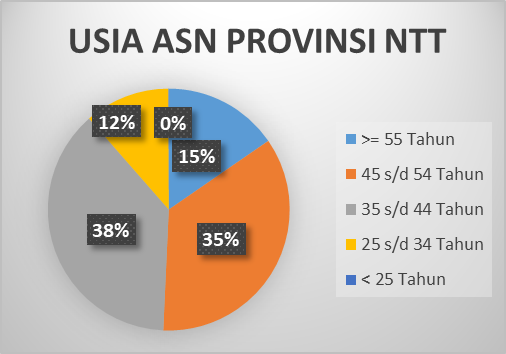 USIA ASN PROVINSI NTT
12%
0%
15%
38%
35%
>= 55 Tahun
45 s/d 54 Tahun
35 s/d 44 Tahun
25 s/d 34 Tahun
< 25 Tahun